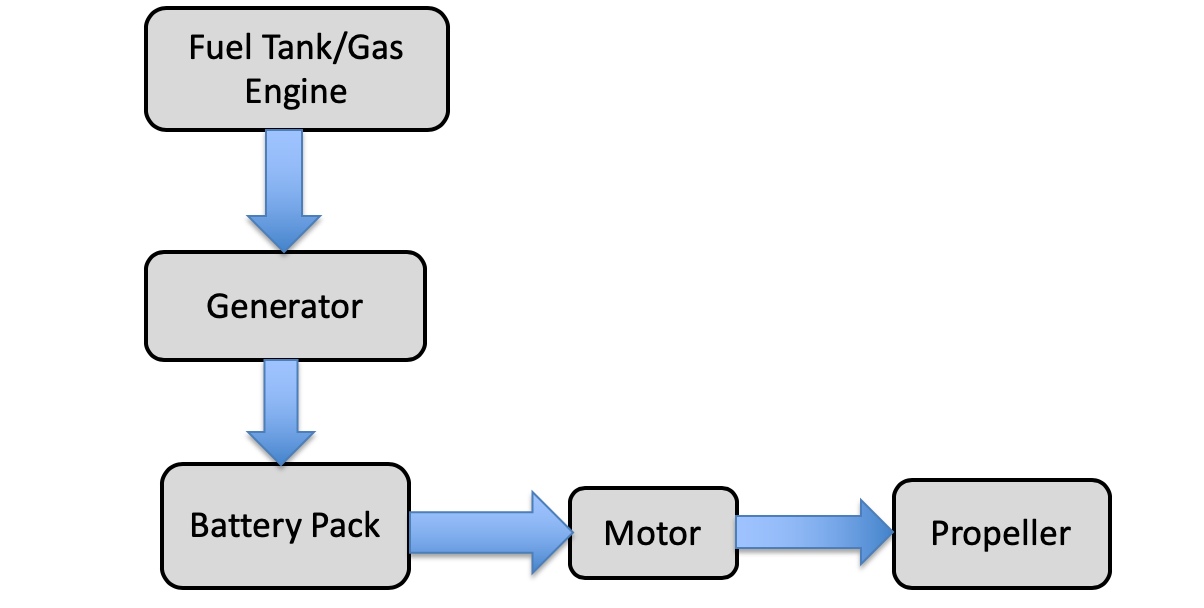 Fuel Tank/Gas
Engine
Generator
Battery Pack
Motor
Propeller